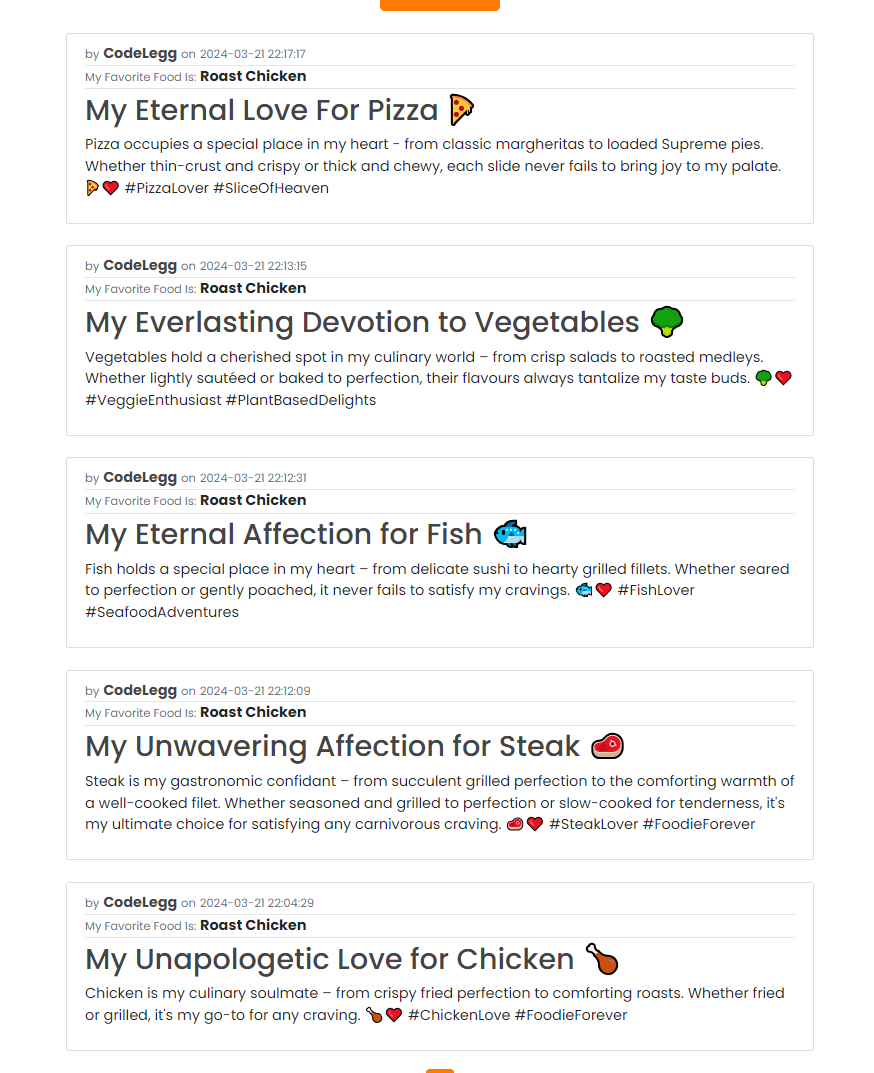 by CodeLegg on 2024-03-21 22:17:17
My Favorite Food Is: Roast Chicken
My Eternal Love For Pizza 🍕
Pizza occupies a special place in my heart - from classic margheritas to loaded Supreme pies.
Whether thin-crust and crispy or thick and chewy, each slide never fails to bring joy to my palate.
🍕❤️ #PizzaLover #SliceOfHeaven
by CodeLegg on 2024-03-21 22:13:15
My Favorite Food Is: Roast Chicken
My Everlasting Devotion to Vegetables 🥦
Vegetables hold a cherished spot in my culinary world – from crisp salads to roasted medleys.
Whether lightly sautéed or baked to perfection, their flavours always tantalize my taste buds. 🥦❤️
#VeggieEnthusiast #PlantBasedDelights
by CodeLegg on 2024-03-21 22:12:31
My Favorite Food Is: Roast Chicken
My Eternal Affection for Fish 🐟
Fish holds a special place in my heart – from delicate sushi to hearty grilled fillets. Whether seared
to perfection or gently poached, it never fails to satisfy my cravings. 🐟❤️ #FishLover
#SeafoodAdventures
by CodeLegg on 2024-03-21 22:12:09
My Favorite Food Is: Roast Chicken
My Unwavering Affection for Steak 🥩
Steak is my gastronomic confidant – from succulent grilled perfection to the comforting warmth of
a well-cooked filet. Whether seasoned and grilled to perfection or slow-cooked for tenderness, it's
my ultimate choice for satisfying any carnivorous craving. 🥩❤️ #SteakLover #FoodieForever
by CodeLegg on 2024-03-21 22:04:29
My Favorite Food Is: Roast Chicken
My Unapologetic Love for Chicken 🍗
Chicken is my culinary soulmate – from crispy fried perfection to comforting roasts. Whether fried
or grilled, it's my go-to for any craving. 🍗❤️ #ChickenLove #FoodieForever